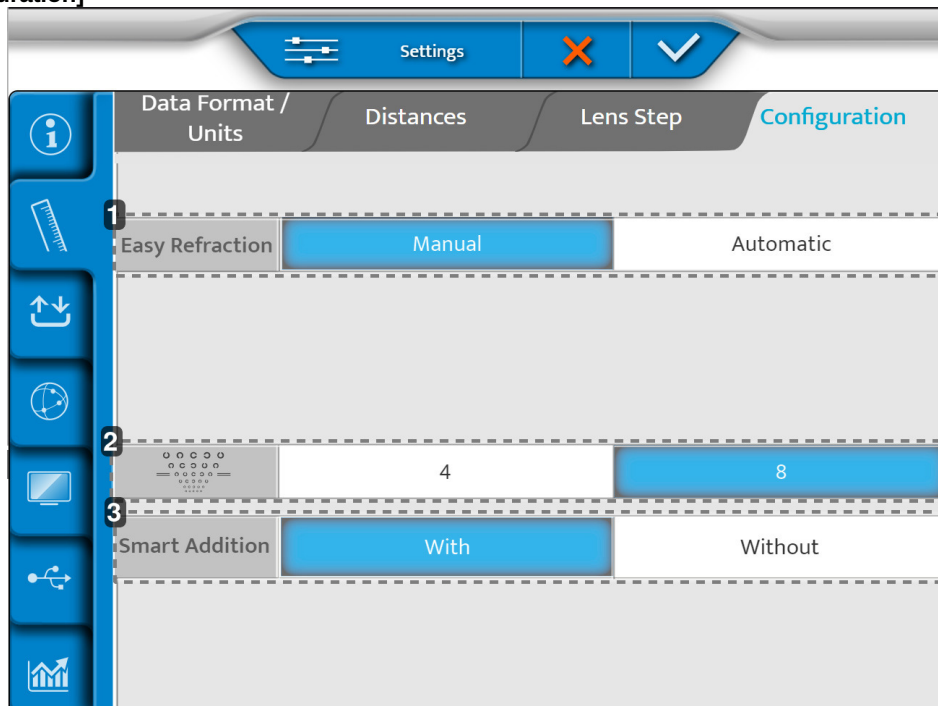 uration]
Settings
Data Format / Distances Lens Step Configuration
Units
1
Easy Refraction Manual Automatic
2
4 8
3
Smart Addition With Without